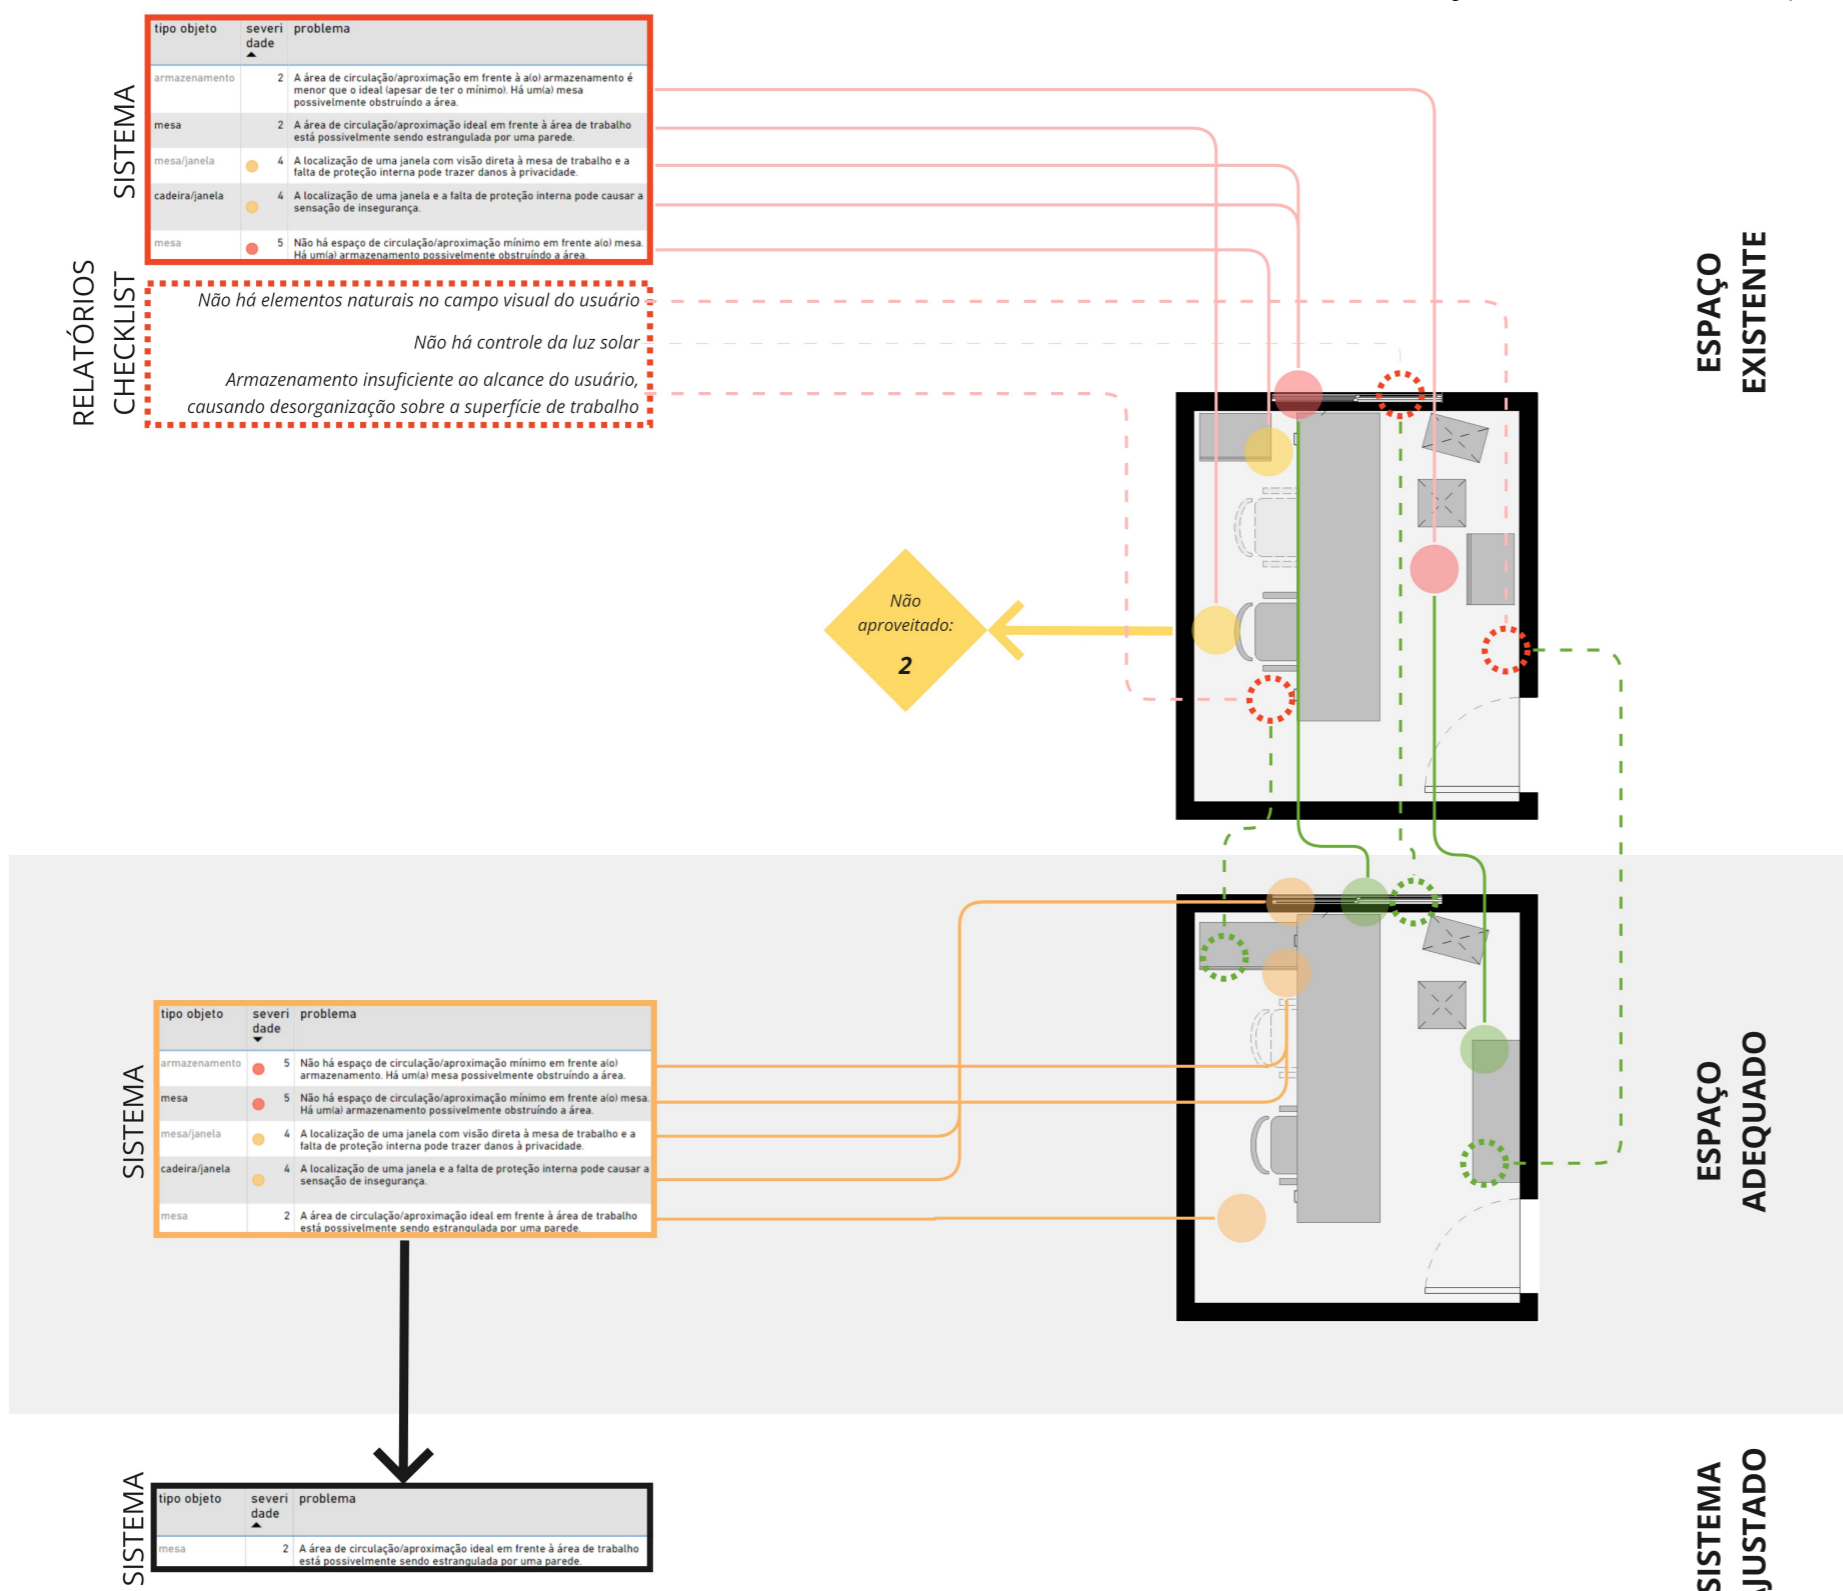 RELATÓRIOS
SISTEMA
tipo objeto severi dade problema
armazenamento 2 A área de circulação/aproximação em frente à a(o) armazenamento é
menor que o ideal (apesar de ter o mínimo). Há um(a) mesa
possivelmente obstruíndo a área.
mesa 2 A área de circulação/aproximação ideal em frente à área de trabalho
está possivelmente sendo estrangulada por uma parede.
mesa/janela 4 A localização de uma janela com visão direta à mesa de trabalho e a
falta de proteção interna pode trazer danos à privacidade.
cadeira/janela 4 A localização de uma janela e a falta de proteção interna pode causar a
sensação de insegurança.
mesa 5 Não há espaço de circulação/aproximação mínimo em frente a(o) mesa.
Há um(a) armazenamento possivelmente obstruíndo a área.
CHECKLIST
Não há elementos naturais no campo visual do usuário
Não há controle da luz solar
Armazenamento insuficiente ao alcance do usuário,
causando desorganização sobre a superfície de trabalho
ESPAÇO
EXISTENTE
Não
aproveitado:
2
SISTEMA
tipo objeto severi dade problema
armazenamento 5 Não há espaço de circulação/aproximação mínimo em frente a(o)
armazenamento. Há um(a) mesa possivelmente obstruíndo a área.
mesa 5 Não há espaço de circulação/aproximação mínimo em frente a(o) mesa.
Há um(a) armazenamento possivelmente obstruíndo a área.
mesa/janela 4 A localização de uma janela com visão direta à mesa de trabalho e a
falta de proteção interna pode trazer danos à privacidade.
cadeira/janela 4 A localização de uma janela e a falta de proteção interna pode causar a
sensação de insegurança.
mesa 2 A área de circulação/aproximação ideal em frente à área de trabalho
está possivelmente sendo estrangulada por uma parede.
ESPAÇO
ADEQUADO
SISTEMA
tipo objeto severi dade problema
mesa 2 A área de circulação/aproximação ideal em frente à área de trabalho
está possivelmente sendo estrangulada por uma parede.
SISTEMA
JUSTADO